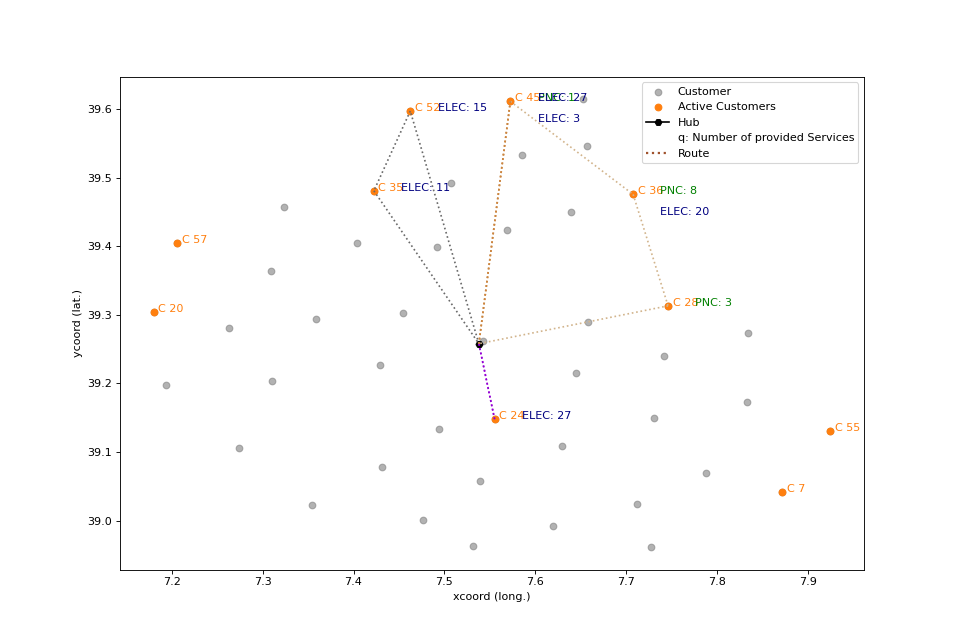 Customer
Active Customers
Hub
q: Number of provided Services
Route
39.6
39.5
39.4
39.3
39.2
39.1
39.0
7.2
7.3
7.4
7.5
7.6
7.7
7.8
7.9
ycoord (lat.)
xcoord (long.)
C 52
ELEC: 15
C 45
ELEC: 3
C 35
ELEC: 11
C 36
PNC: 8
ELEC: 20
C 57
C 20
C 28
PNC: 3
C 24
ELEC: 27
C 55
C 7